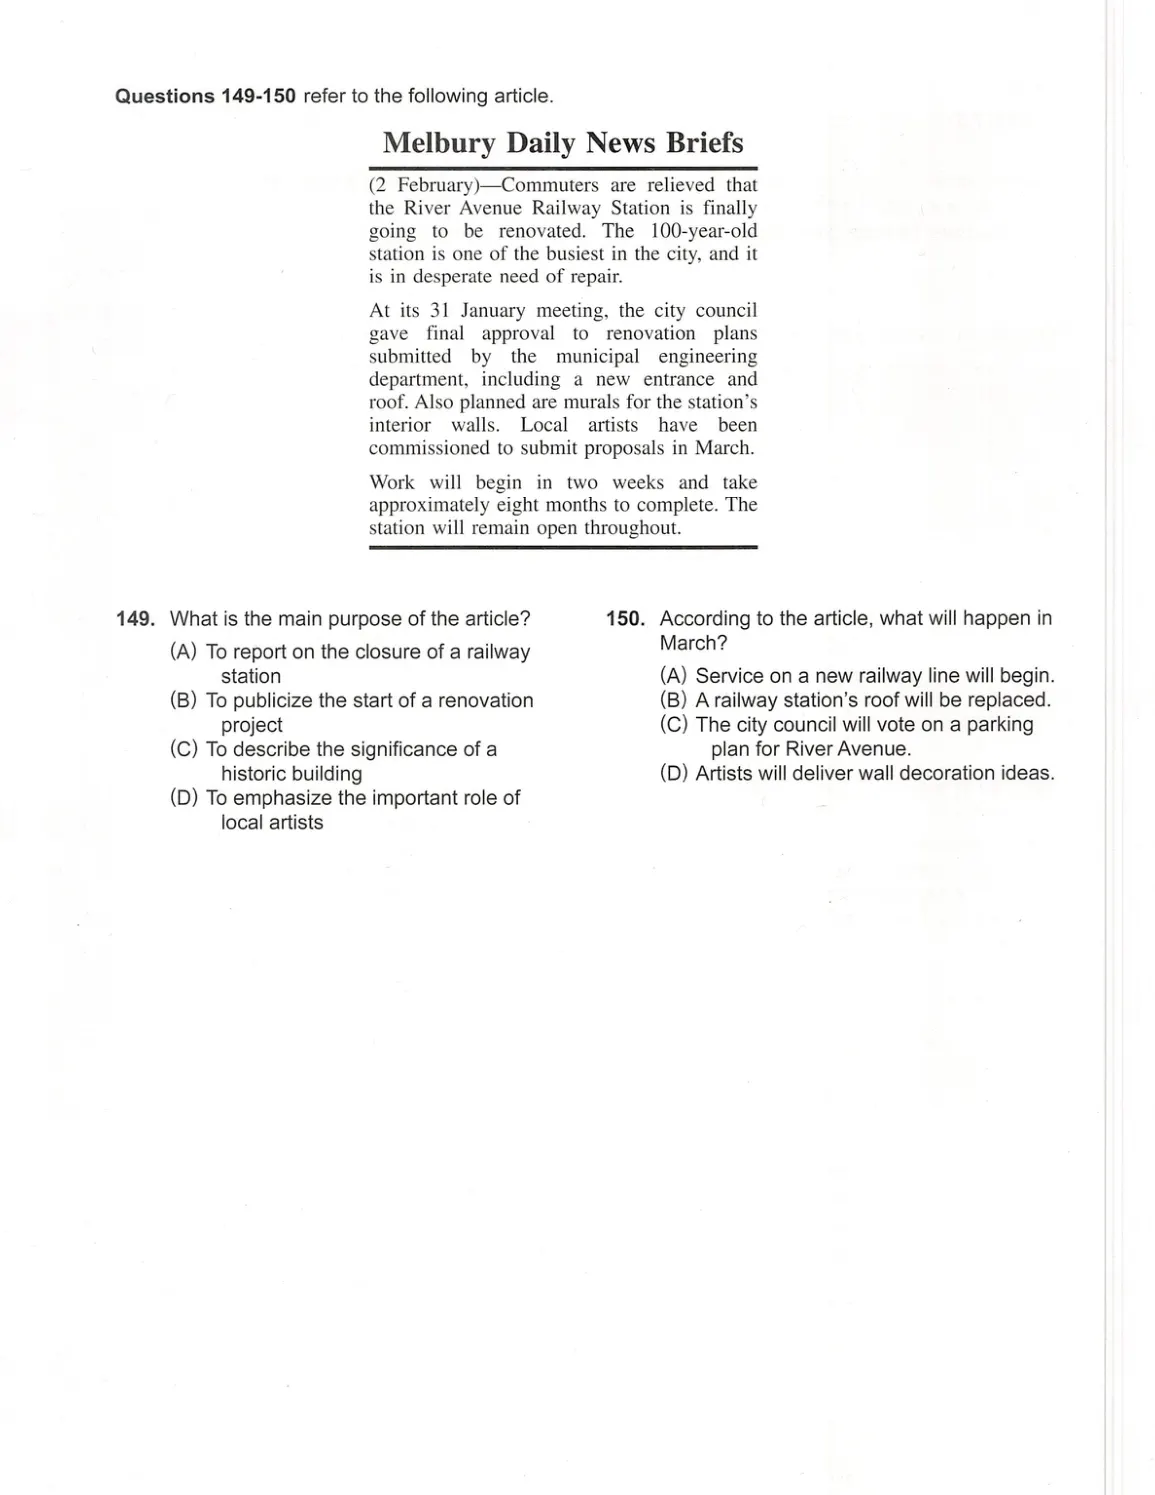 Questions 149-150 refer to the following article.
Melbury Daily News Briefs
(2 February)—Commuters are relieved that
the River Avenue Railway Station is finally
going to be renovated. The 100-year-old
station is one of the busiest in the city, and it
is in desperate need of repair.
At its 31 January meeting, the city council
gave final approval to renovation plans
submitted by the municipal engineering
department, including a new entrance and
roof. Also planned are murals for the station's
interior walls. Local artists have been
commissioned to submit proposals in March.
Work will begin in two weeks and take
approximately eight months to complete. The
station will remain open throughout.
149. What is the main purpose of the article?
(A) To report on the closure of a railway
station
(B) To publicize the start of a renovation
project
(C) To describe the significance of a
historic building
(D) To emphasize the important role of
local artists
150. According to the article, what will happen in
March?
(A) Service on a new railway line will begin.
(B) A railway station's roof will be replaced.
(C) The city council will vote on a parking
plan for River Avenue.
(D) Artists will deliver wall decoration ideas.